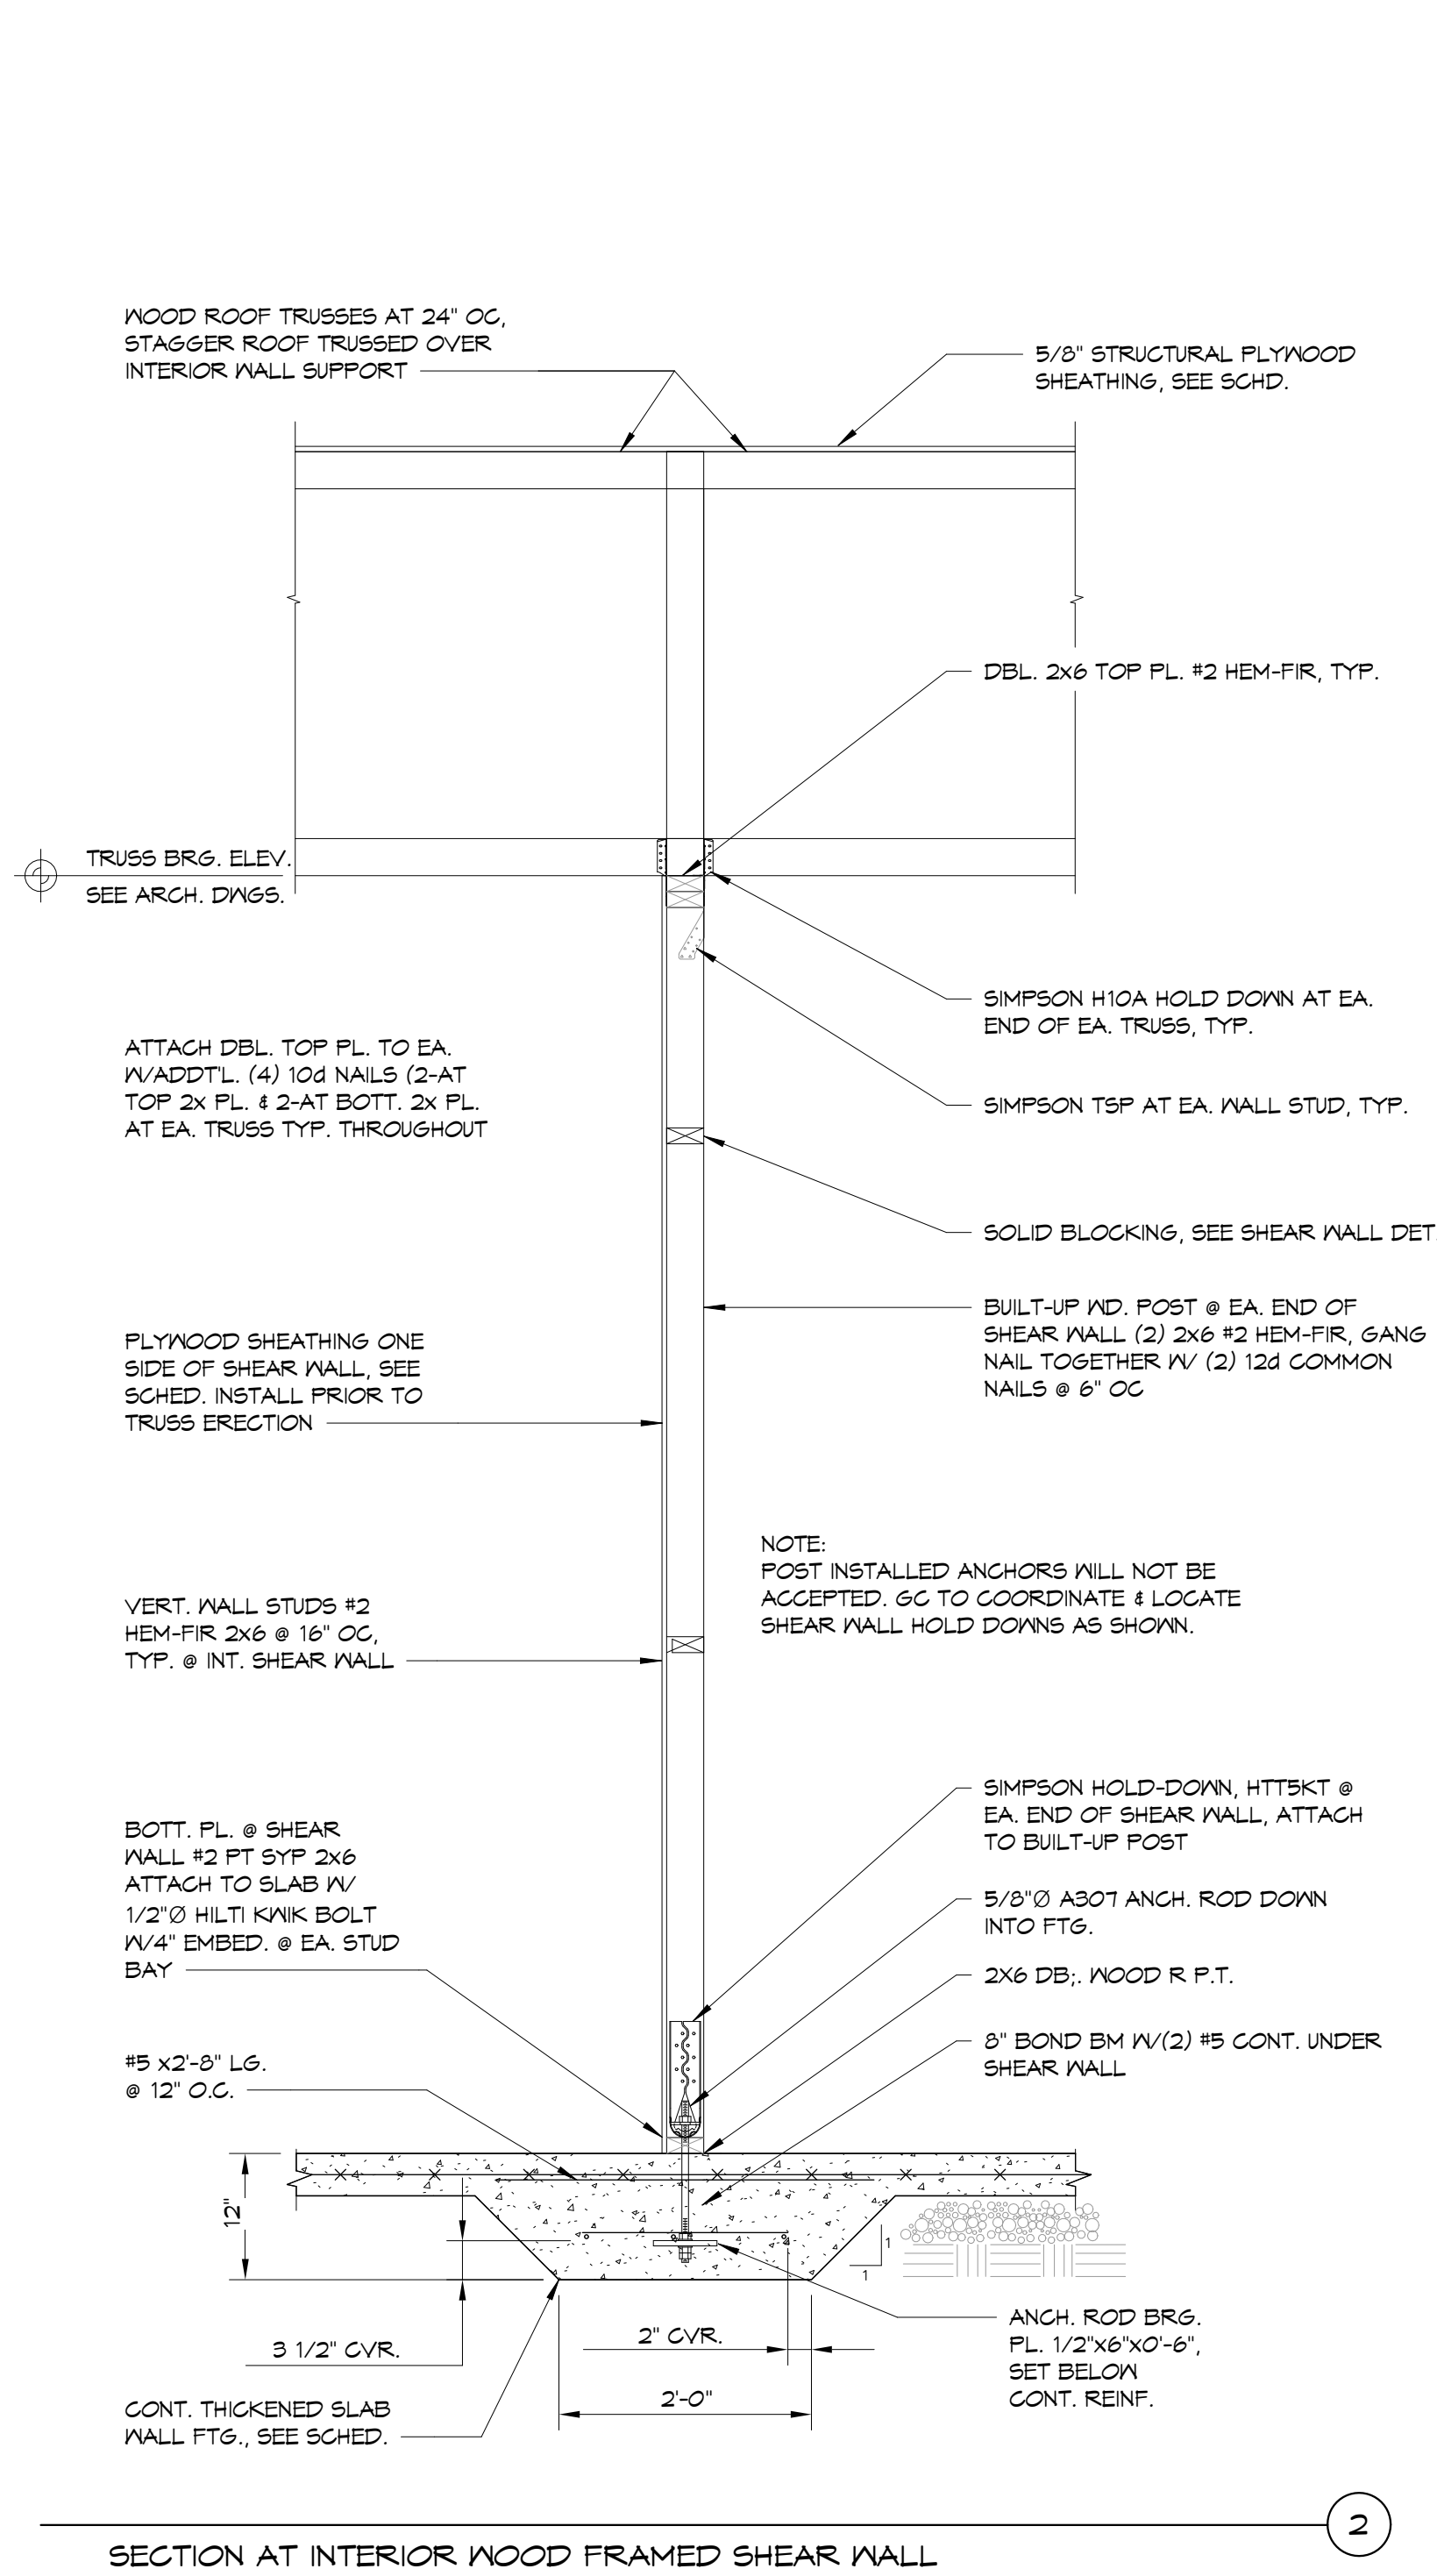 WOOD ROOF TRUSSES AT 24" OC,
STAGGER ROOF TRUSSED OVER
INTERIOR WALL SUPPORT
5/8" STRUCTURAL PLYWOOD
SHEATHING, SEE SCHD.
DBL. 2x6 TOP PL. #2 HEM-FIR, TYP.
TRUSS BRG. ELEV.
SEE ARCH. DWGS.
SIMPSON H10A HOLD DOWN AT EA.
END OF EA. TRUSS, TYP.
ATTACH DBL. TOP PL. TO EA.
W/ADDT'L. (4) 10d NAILS (2-AT
TOP 2x PL. & 2-AT BOTT. 2x PL.
AT EA. TRUSS TYP. THROUGHOUT
SIMPSON TSP AT EA. WALL STUD, TYP.
SOLID BLOCKING, SEE SHEAR WALL DET.
BUILT-UP WD. POST @ EA. END OF
SHEAR WALL (2) 2x6 #2 HEM-FIR, GANG
NAIL TOGETHER W/ (2) 12d COMMON
NAILS @ 6" OC
PLYWOOD SHEATHING ONE
SIDE OF SHEAR WALL, SEE
SCHED. INSTALL PRIOR TO
TRUSS ERECTION
NOTE:
POST INSTALLED ANCHORS WILL NOT BE
ACCEPTED. GC TO COORDINATE & LOCATE
SHEAR WALL HOLD DOWNS AS SHOWN.
VERT. WALL STUDS #2
HEM-FIR 2x6 @ 16" OC,
TYP. @ INT. SHEAR WALL
SIMPSON HOLD-DOWN, HTT5KT @
EA. END OF SHEAR WALL, ATTACH
TO BUILT-UP POST
BOTT. PL. @ SHEAR
WALL #2 PT SYP 2x6
ATTACH TO SLAB W/
1/2"Ø HILTI KWIK BOLT
W/4" EMBED. @ EA. STUD
BAY
5/8"Ø A307 ANCH. ROD DOWN
INTO FTG.
2X6 DB;. WOOD R P.T.
8" BOND BM W/(2) #5 CONT. UNDER
SHEAR WALL
#5 x2'-8" LG.
@ 12" O.C.
12"
1
1
3 1/2" CVR.
2" CVR.
2'-0"
ANCH. ROD BRG.
PL. 1/2"x6"x0'-6",
SET BELOW
CONT. REINF.
CONT. THICKENED SLAB
WALL FTG., SEE SCHED.
2
SECTION AT INTERIOR WOOD FRAMED SHEAR WALL